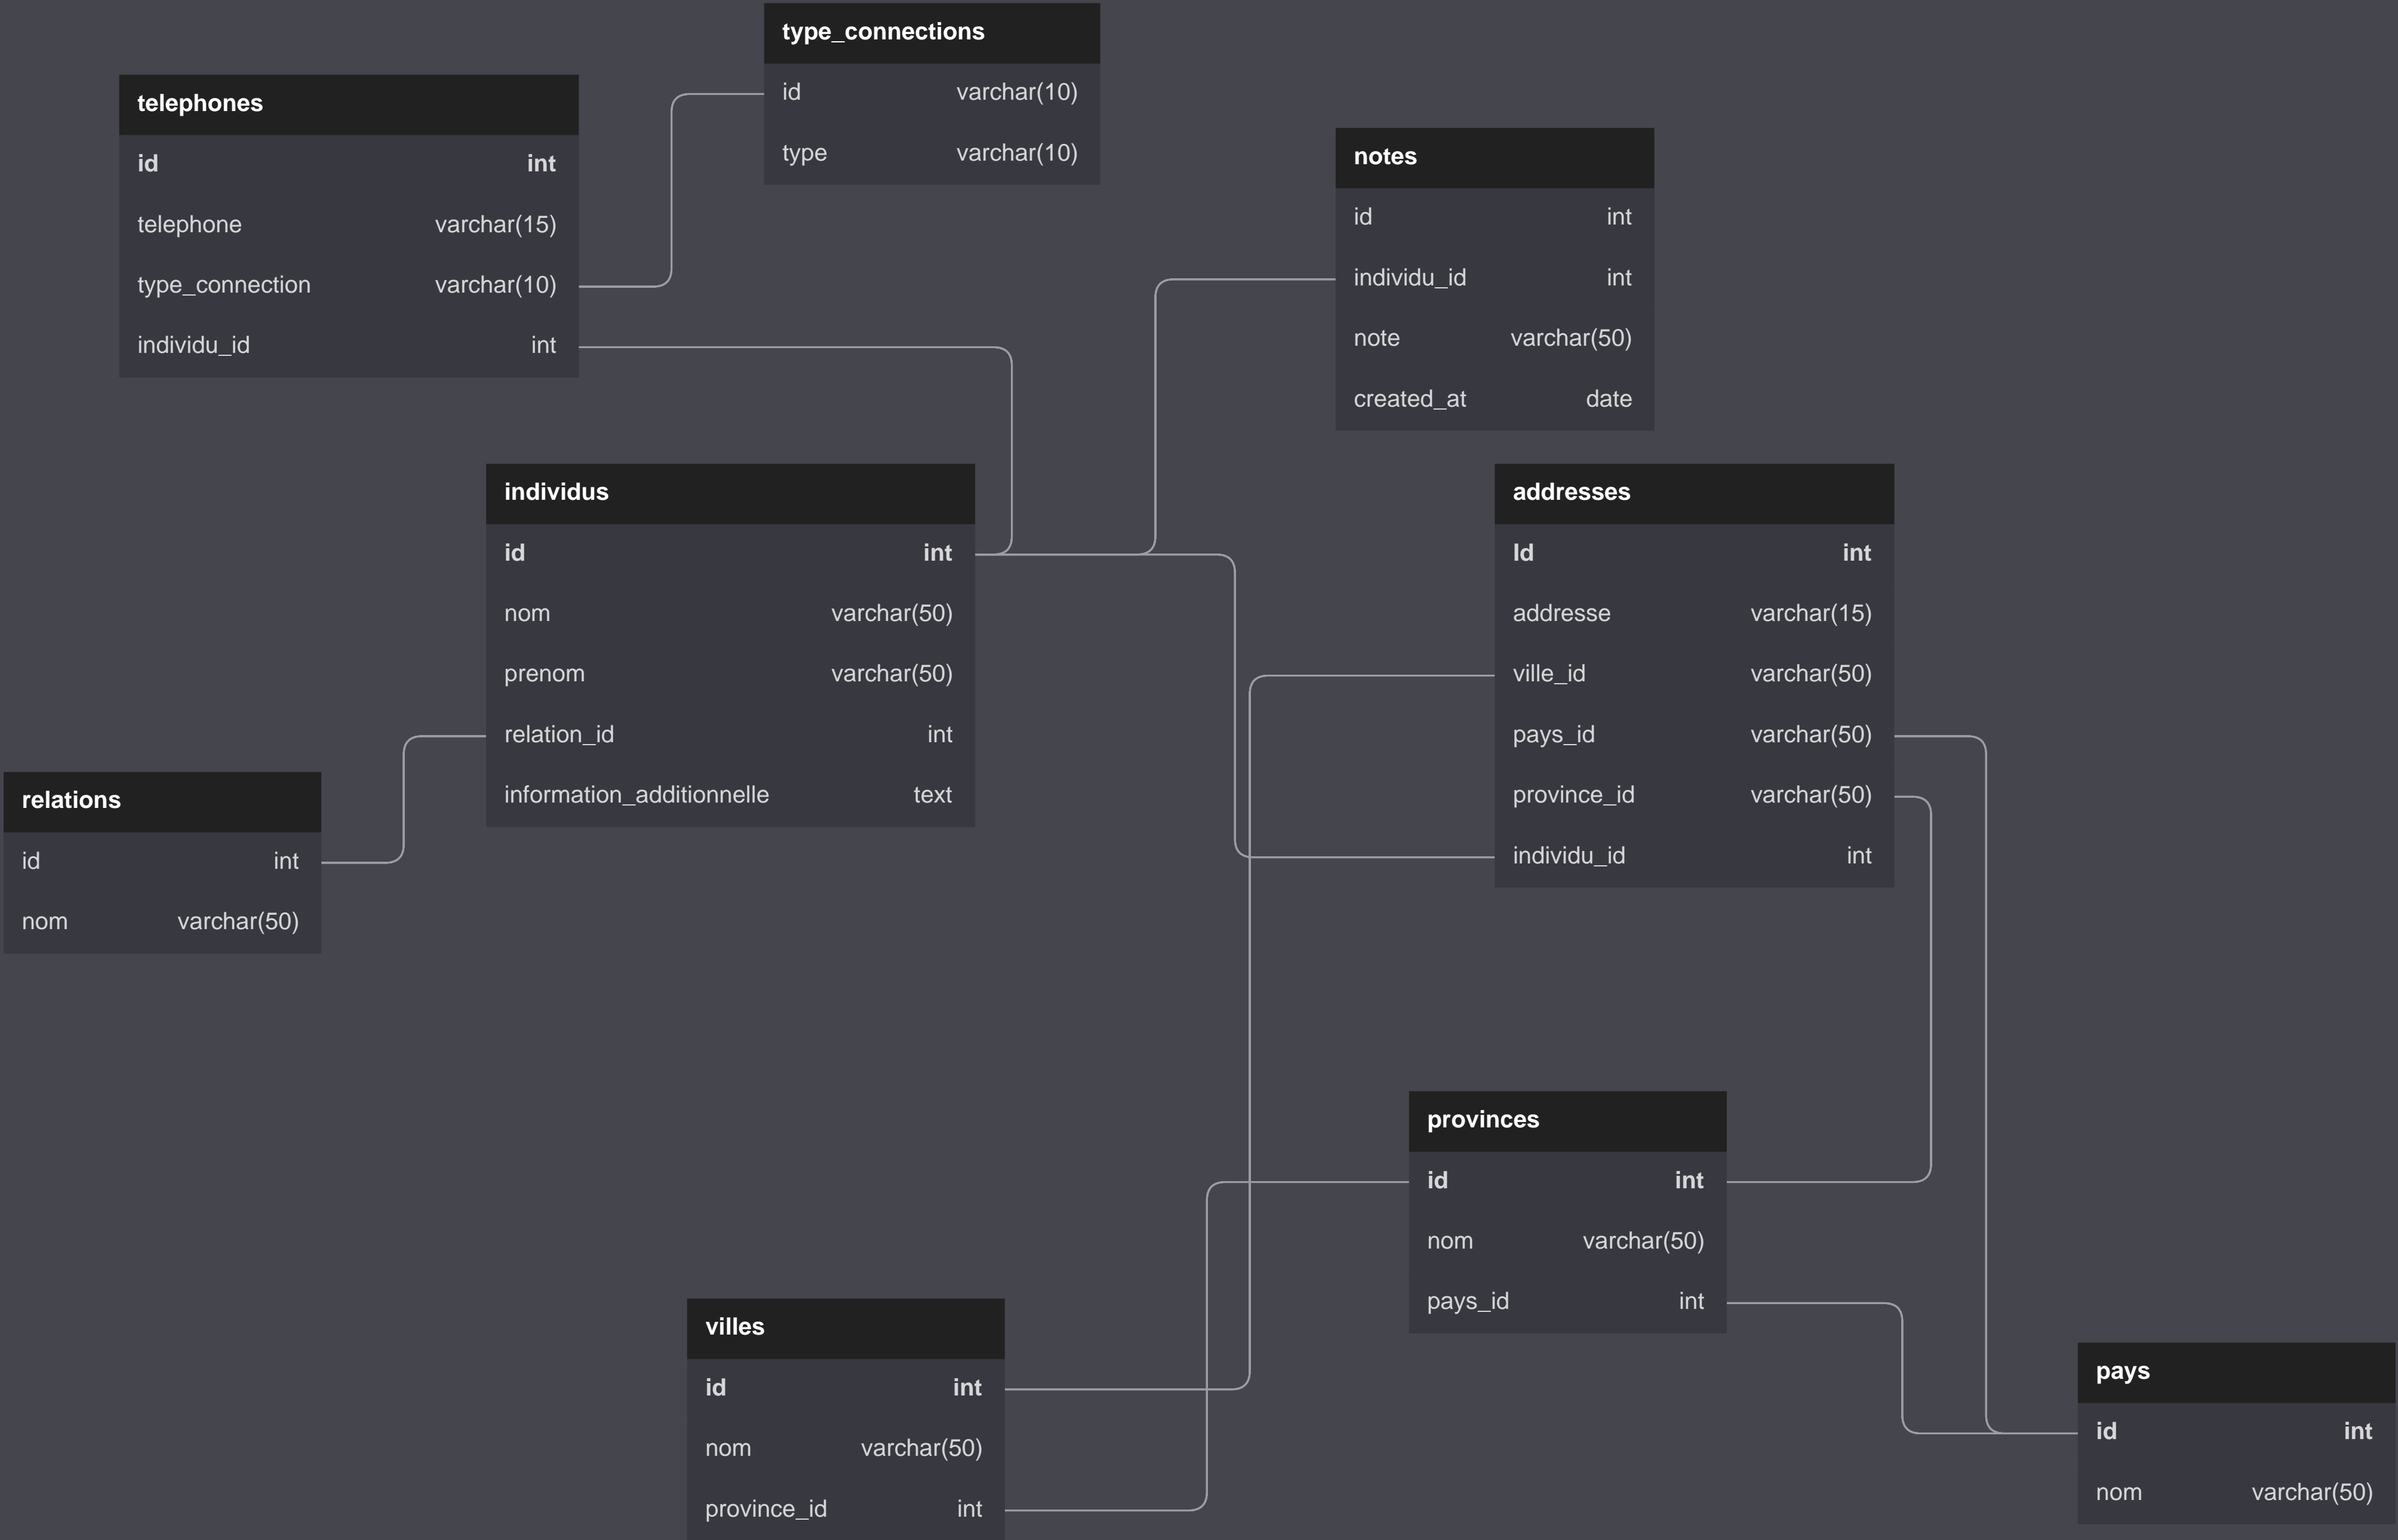 type_connections
id varchar(10)
type varchar(10)
telephones
id int
telephone varchar(15)
type_connection varchar(10)
individu_id int
notes
id int
individu_id int
note varchar(50)
created_at date
individus
id int
nom varchar(50)
prenom varchar(50)
relation_id int
information_additionnelle text
addresses
Id int
addresse varchar(15)
ville_id varchar(50)
pays_id varchar(50)
province_id varchar(50)
individu_id int
relations
id int
nom varchar(50)
provinces
id int
nom varchar(50)
pays_id int
villes
id int
nom varchar(50)
province_id int
pays
id int
nom varchar(50)